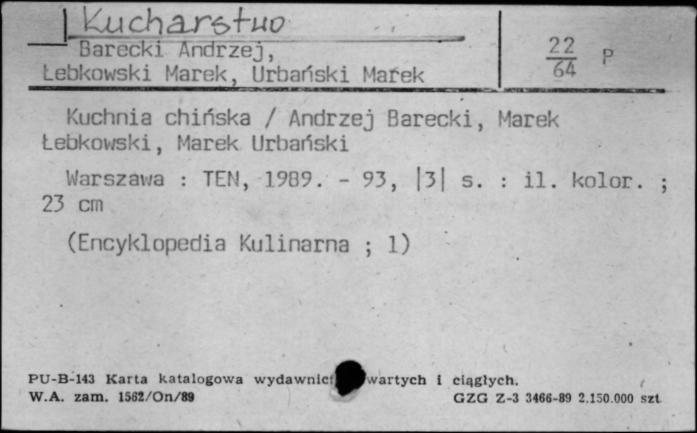 Kucharstwo
Barecki Andrzej,
Łebkowski Marek, Urbański Marek
22
64
P
Kuchnia chińska / Andrzej Barecki, Marek
Łebkowski, Marek Urbański
Warszawa : TEN, 1989. - 93, |3| s. : il. kolor. ;
23 cm
(Encyklopedia Kulinarna ; 1)
PU-B-143 Karta katalogowa wydawnict wartych i ciągłych.
W.A. zam. 1562/On/89 GZG Z-3 3466-89 2.150.000 szt